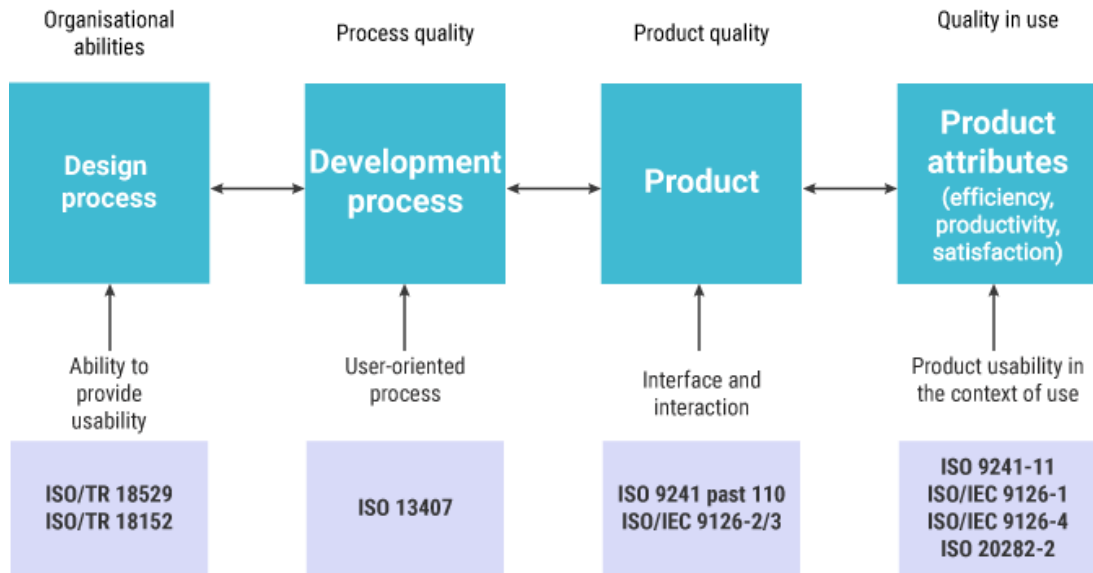 Organisational
abilities
Process quality
Product quality
Quality in use
Design
process
Development
process
Product
Product
attributes
(efficiency,
productivity,
satisfaction)
Ability to
provide
usability
User-oriented
process
Interface and
interaction
Product usability in
the context of use
ISO/TR 18529
ISO/TR 18152
ISO 13407
ISO 9241 past 110
ISO/IEC 9126-2/3
ISO 9241-11
ISO/IEC 9126-1
ISO/IEC 9126-4
ISO 20282-2